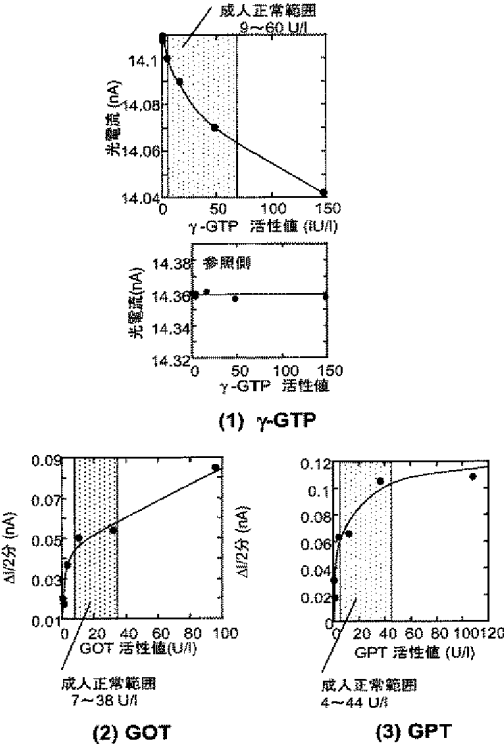 成人正常範囲
9～60 U/l
光電流 (nA)
14.1
14.08
14.06
14.04
0 50 100 150
γ-GTP 活性値 (IU/l)
光電流(nA)
参照側
14.38
14.36
14.34
14.32
0 50 100 150
γ-GTP 活性値
(1) γ-GTP
ΔI/2分 (nA)
0.09
0.07
0.05
0.03
0.01
0 20 40 60 80 100
GOT 活性値(U/l)
成人正常範囲
7～38 U/l
(2) GOT
ΔI/2分 (nA)
0.12
0.1
0.08
0.06
0.04
0.02
0
0 20 40 60 80 100 120
GPT 活性値 (U/l)
成人正常範囲
4～44 U/l
(3) GPT